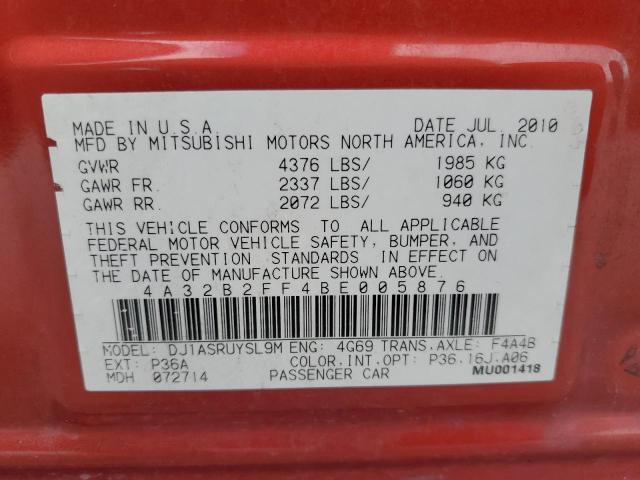 MADE IN U.S.A. DATE JUL. 2010
MFD BY MITSUBISHI MOTORS NORTH AMERICA, INC.
GVWR 4376 LBS/ 1985 KG
GAWR FR. 2337 LBS/ 1060 KG
GAWR RR. 2072 LBS/ 940 KG
THIS VEHICLE CONFORMS TO ALL APPLICABLE
FEDERAL MOTOR VEHICLE SAFETY, BUMPER, AND
THEFT PREVENTION STANDARDS IN EFFECT ON
THE DATE OF MANUFACTURE SHOWN ABOVE.
4A32B2FF4BE005876
MODEL: DJ1ASRUYSL9M ENG: 4G69 TRANS.AXLE: F4A4B
EXT: P36A COLOR.INT.OPT: P36.16J.A06
MDH 072714 PASSENGER CAR MU001418